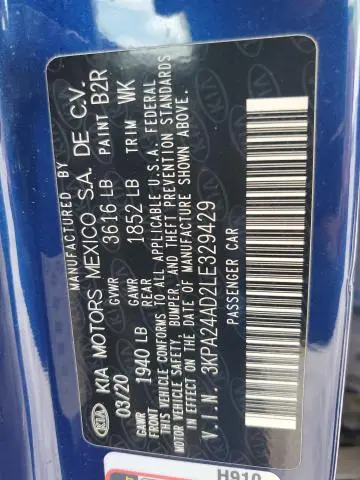 MANUFACTURED BY
KIA KIA MOTORS MEXICO S.A. DE C.V.
03/20 GVWR 3616 LB PAINT B2R
GAWR 1940 LB GAWR REAR 1852 LB TRIM WK
THIS VEHICLE CONFORMS TO ALL APPLICABLE U.S.A. FEDERAL
MOTOR VEHICLE SAFETY, BUMPER, AND THEFT PREVENTION STANDARDS
IN EFFECT ON THE DATE OF MANUFACTURE SHOWN ABOVE.
V.I.N. 3KPA24AD2LE329429
PASSENGER CAR
H910